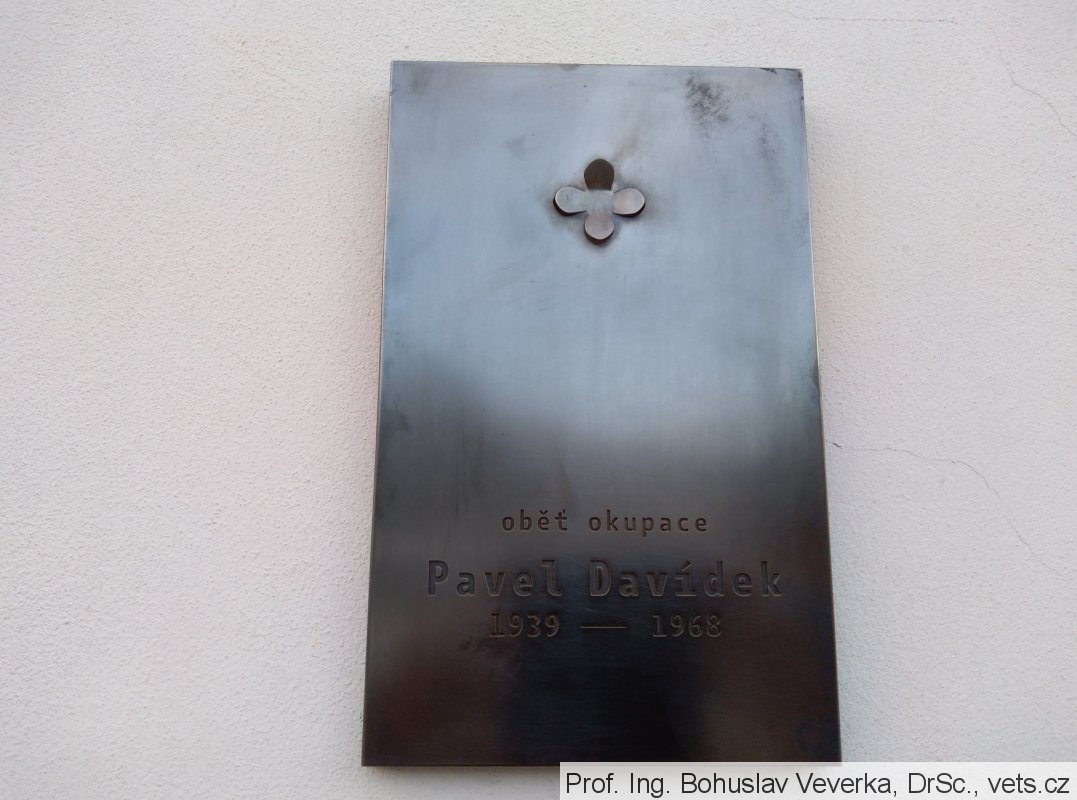 oběť okupace
Pavel Davídek
1939 — 1968
Prof. Ing. Bohuslav Veverka, DrSc., vets.cz